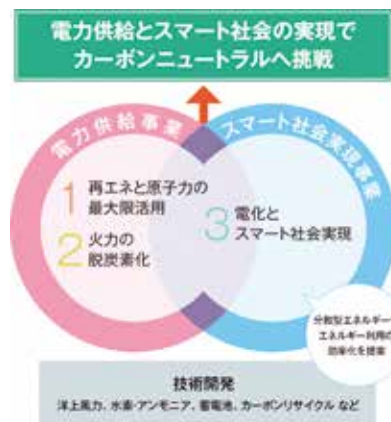 電力供給とスマート社会の実現で
カーボンニュートラルへ挑戦
電力供給事業
スマート社会実現事業
1 再エネと原子力の
最大限活用
2 火力の
脱炭素化
3 電化と
スマート社会実現
分散型エネルギー
エネルギー利用の
効率化を提案
技術開発
洋上風力、水素・アンモニア、蓄電池、カーボンリサイクル など